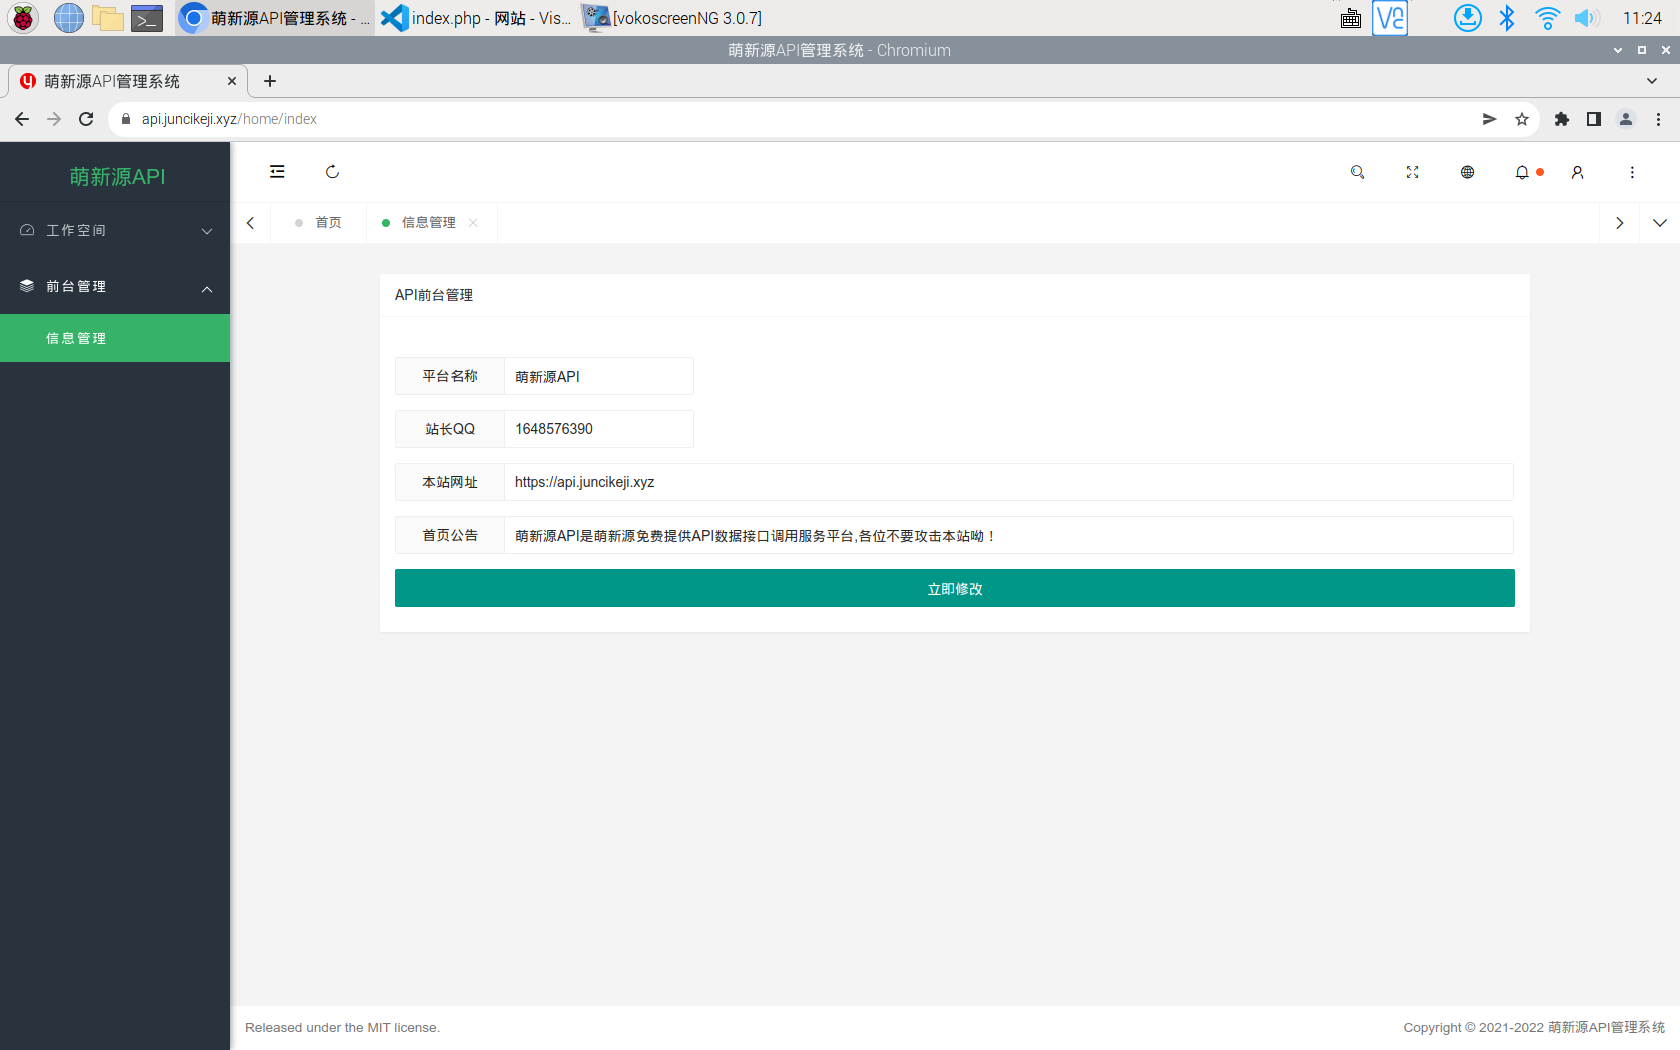 萌新源API管理系统 - ...
index.php - 网站 - Vis...
[vokoscreenNG 3.0.7]
11:24
萌新源API管理系统 - Chromium
萌新源API管理系统
api.juncikeji.xyz/home/index
萌新源API
工作空间
前台管理
信息管理
首页
信息管理
API前台管理
平台名称
萌新源API
站长QQ
1648576390
本站网址
https://api.juncikeji.xyz
首页公告
萌新源API是萌新源免费提供API数据接口调用服务平台,各位不要攻击本站呦！
立即修改
Released under the MIT license.
Copyright © 2021-2022 萌新源API管理系统